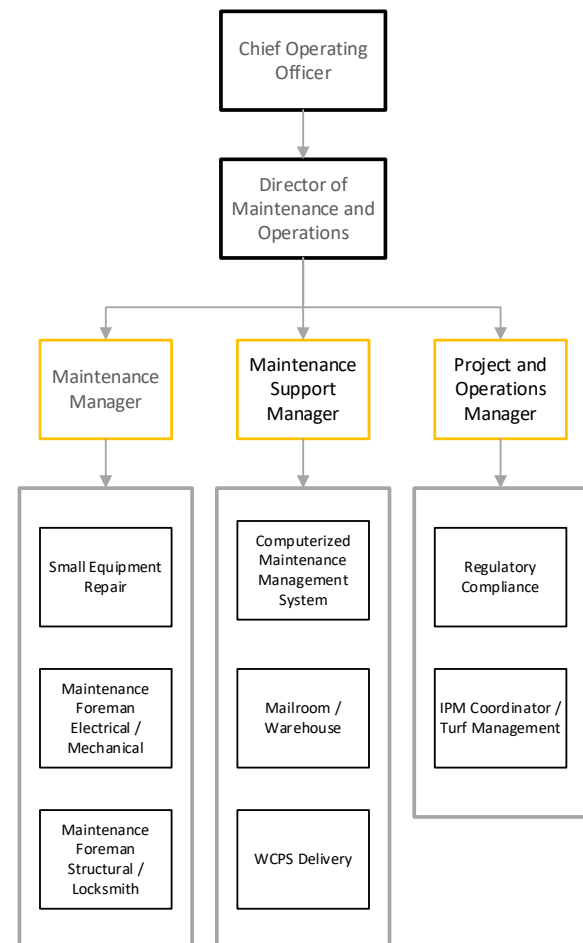 Chief Operating
Officer
Director of
Maintenance and
Operations
Maintenance
Manager
Maintenance
Support
Manager
Project and
Operations
Manager
Small Equipment
Repair
Maintenance
Foreman
Electrical /
Mechanical
Maintenance
Foreman
Structural /
Locksmith
Computerized
Maintenance
Management
System
Mailroom /
Warehouse
WCPS Delivery
Regulatory
Compliance
IPM Coordinator /
Turf Management